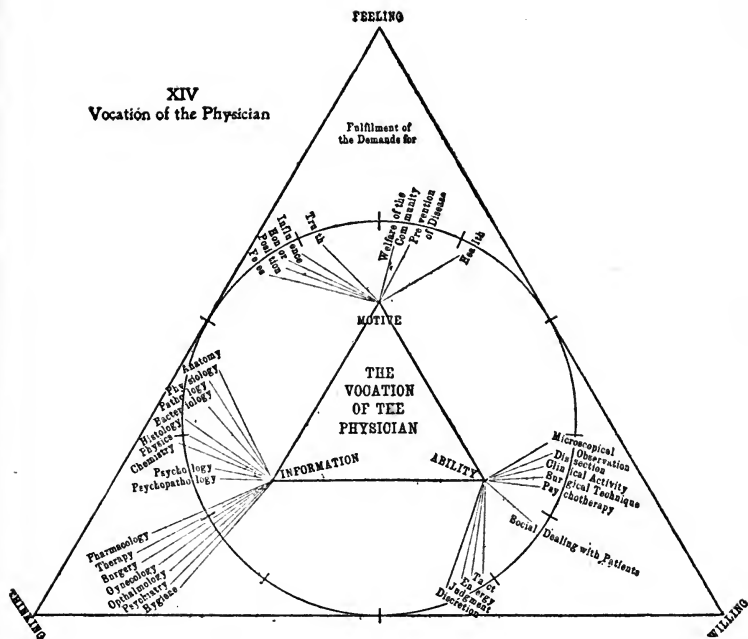 FEELING
XIV
Vocation of the Physician
Fulfilment of
the Demands for
Fees
Position
Honor
Influence
Truth
Welfare of the
Community
Prevention
of Disease
Health
MOTIVE
THE
VOCATION
OF THE
PHYSICIAN
INFORMATION
ABILITY
Anatomy
Physiology
Pathology
Bacteriology
Histology
Physics
Chemistry
Psychology
Psychopathology
Pharmacology
Therapy
Surgery
Gynecology
Opthalmology
Psychiatry
Hygiene
Microscopical
Observation
Dissection
Clinical Activity
Surgical Technique
Psychotherapy
Social Dealing with Patients
Tact
Energy
Judgment
Discretion
THINKING
WILLING